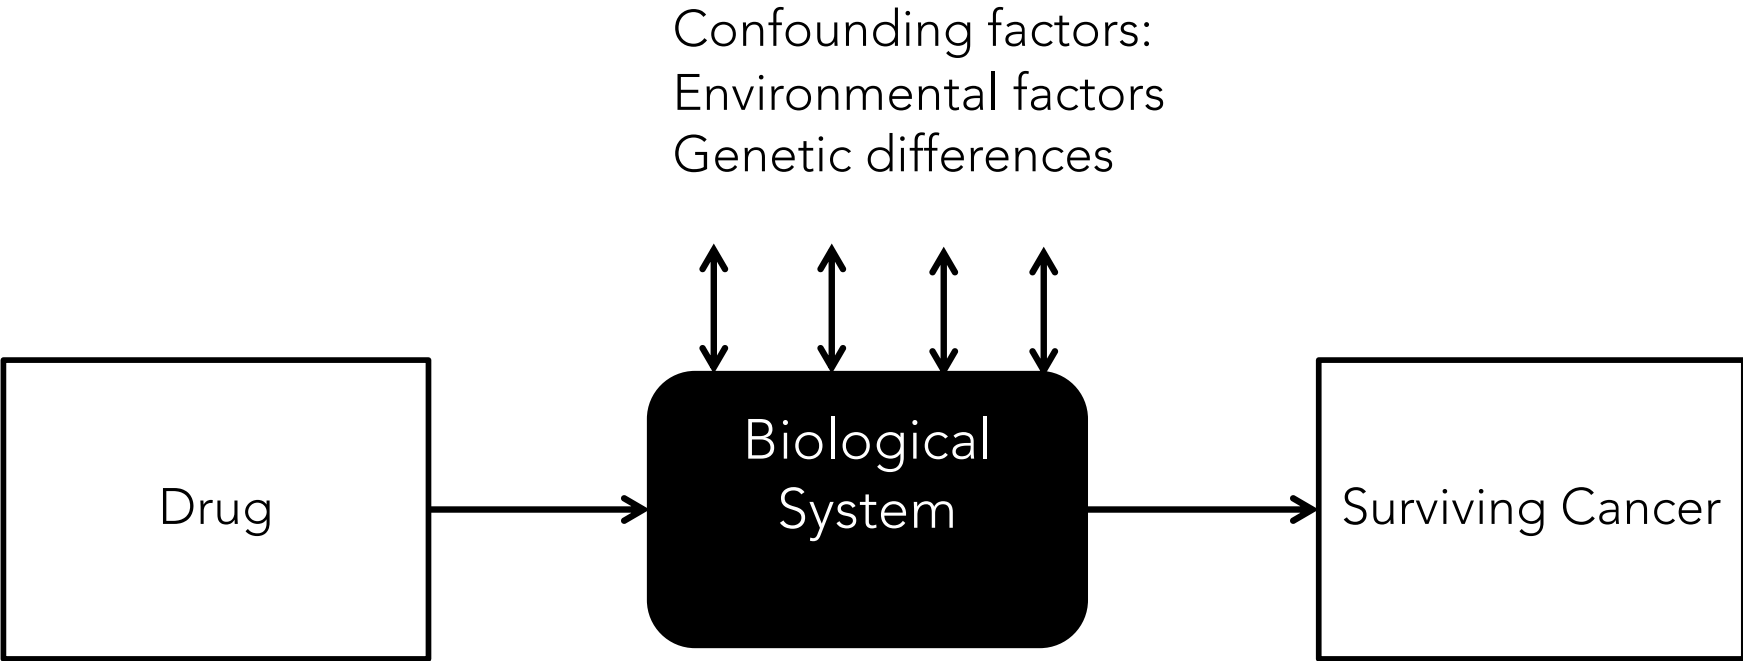 Confounding factors:
Environmental factors
Genetic differences
Drug
Biological
System
Surviving Cancer